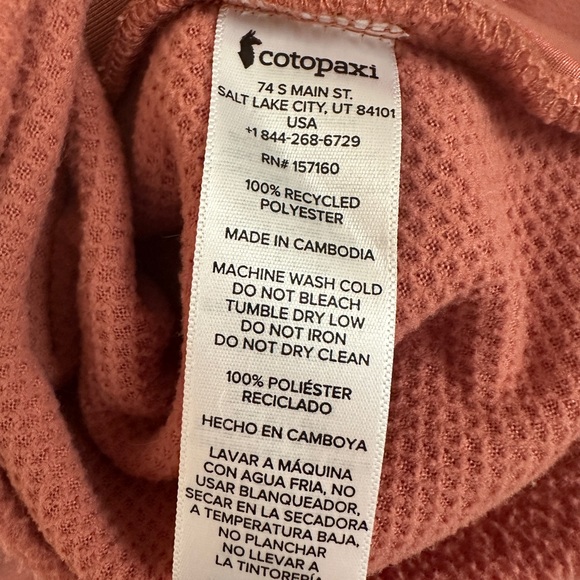 cotopaxi
74 S MAIN ST.
SALT LAKE CITY, UT 84101
USA
+1 844-268-6729
RN# 157160
100% RECYCLED
POLYESTER
MADE IN CAMBODIA
MACHINE WASH COLD
DO NOT BLEACH
TUMBLE DRY LOW
DO NOT IRON
DO NOT DRY CLEAN
100% POLIÉSTER
RECICLADO
HECHO EN CAMBOYA
LAVAR A MÁQUINA
CON AGUA FRIA, NO
USAR BLANQUEADOR,
SECAR EN LA SECADORA
A TEMPERATURA BAJA,
NO PLANCHAR
NO LLEVAR A
LA TINTORERÍA